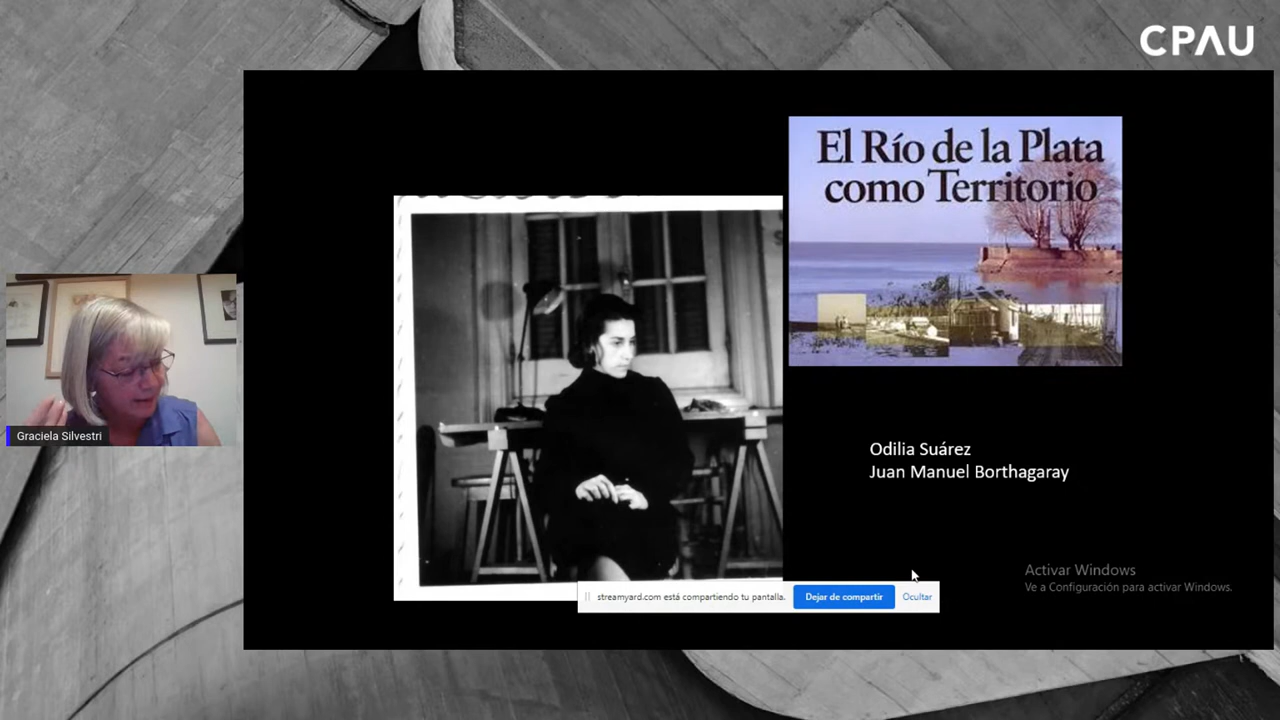 CPAU
El Río de la Plata
como Territorio
Graciela Silvestri
Odilia Suárez
Juan Manuel Borthagaray
Activar Windows
Ve a Configuración para activar Windows.
streamyard.com está compartiendo tu pantalla.
Dejar de compartir
Ocultar